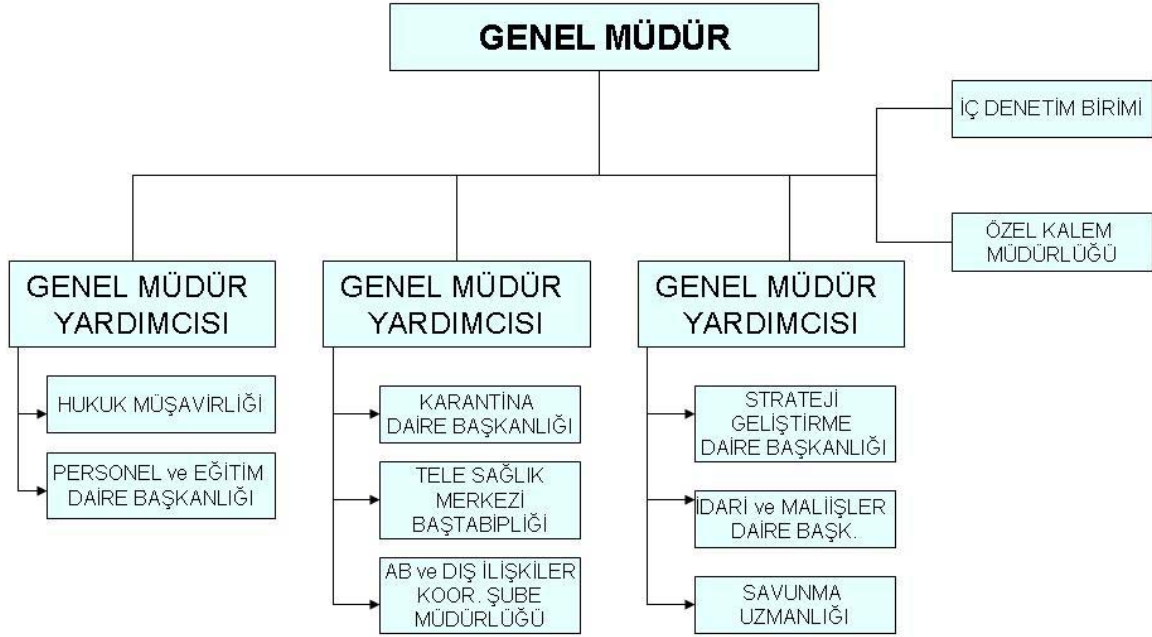 GENEL MÜDÜR
İÇ DENETİM BİRİMİ
ÖZEL KALEM
MÜDÜRLÜĞÜ
GENEL MÜDÜR
YARDIMCISI
HUKUK MÜŞAVİRLİĞİ
PERSONEL ve EĞİTİM
DAİRE BAŞKANLIĞI
GENEL MÜDÜR
YARDIMCISI
KARANTİNA
DAİRE BAŞKANLIĞI
TELE SAĞLIK
MERKEZİ
BAŞTABİPLİĞİ
AB ve DIŞ İLİŞKİLER
KOOR. ŞUBE
MÜDÜRLÜĞÜ
GENEL MÜDÜR
YARDIMCISI
STRATEJİ
GELİŞTİRME
DAİRE BAŞKANLIĞI
İDARİ ve MALİİŞLER
DAİRE BAŞK.
SAVUNMA
UZMANLIĞI